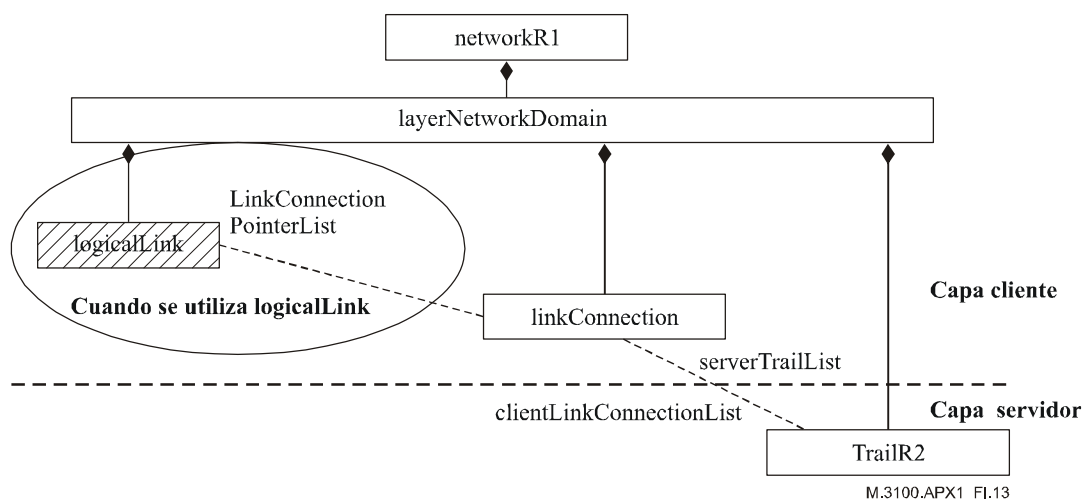 networkR1
layerNetworkDomain
LinkConnection
PointerList
logicalLink
Cuando se utiliza logicalLink
linkConnection
Capa cliente
serverTrailList
clientLinkConnectionList
Capa servidor
TrailR2
M.3100.APX1_FI.13